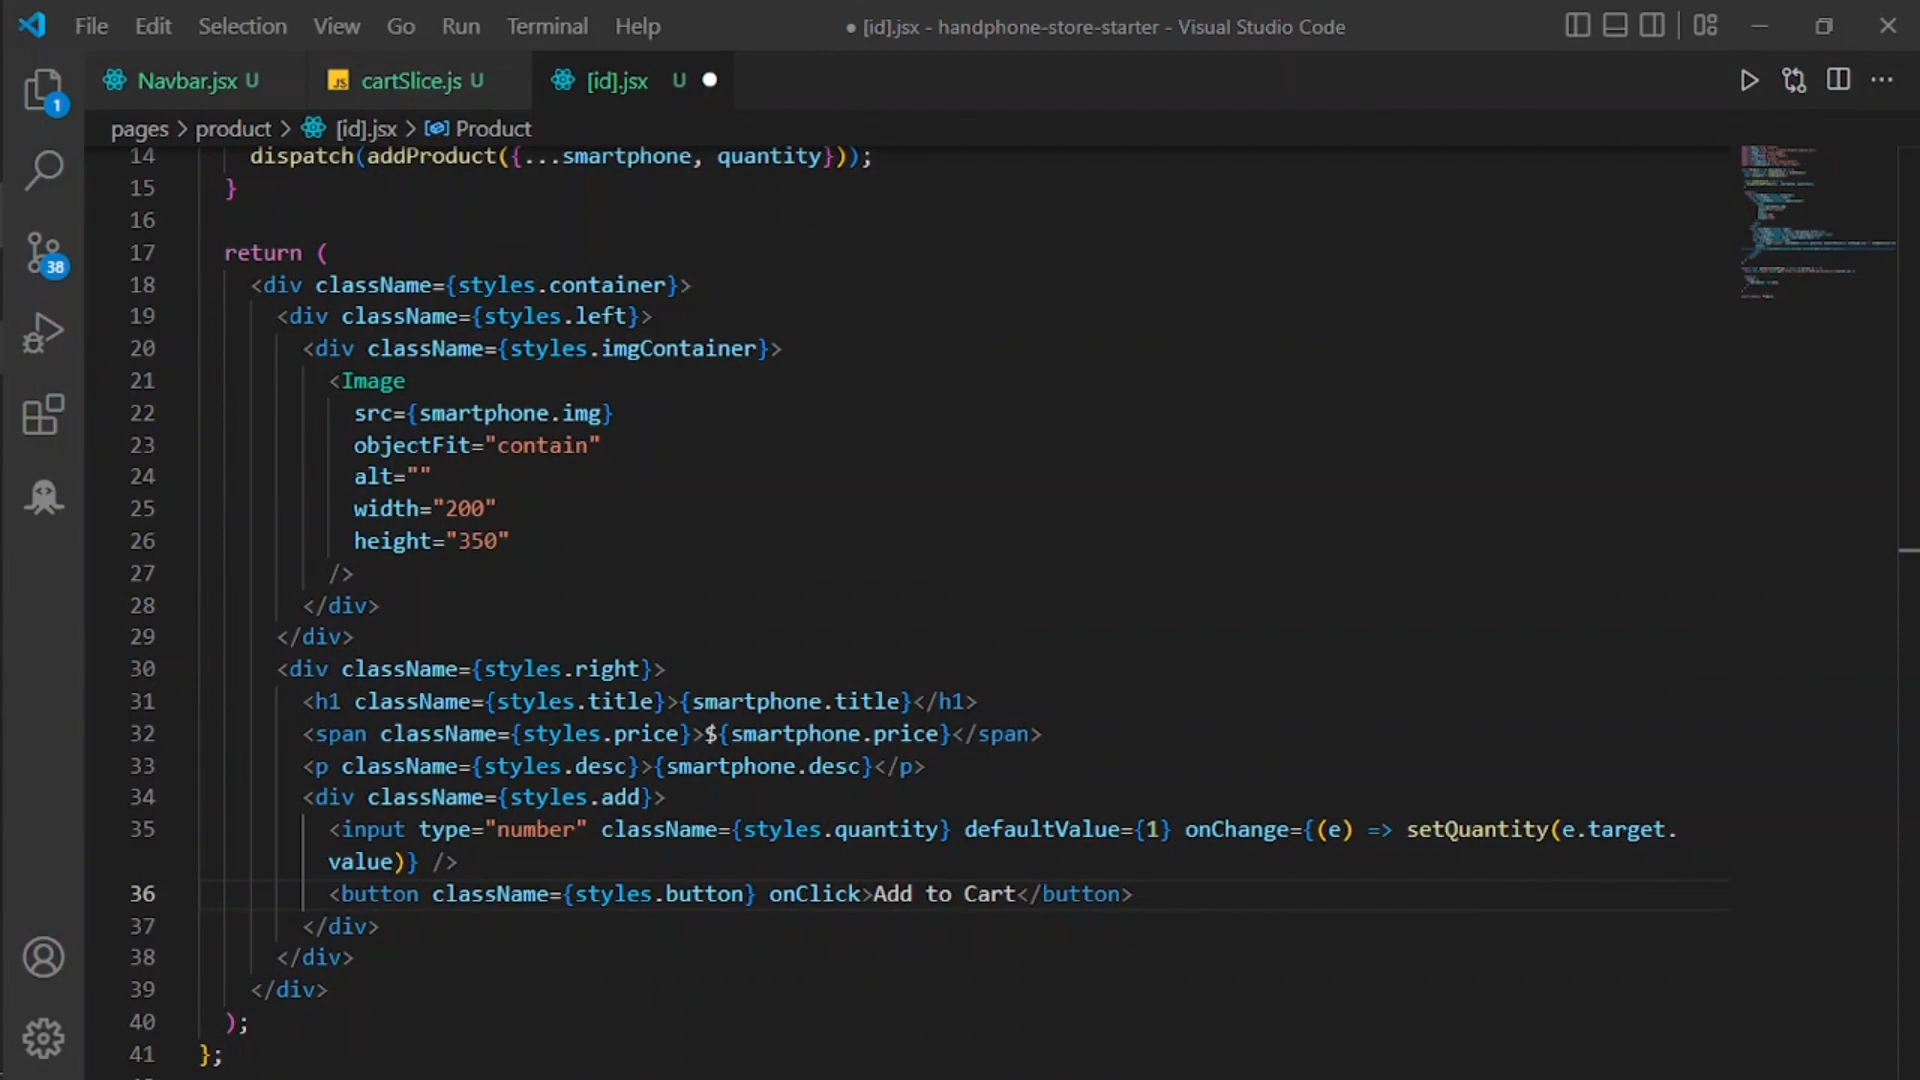 File Edit Selection View Go Run Terminal Help ● [id].jsx - handphone-store-starter - Visual Studio Code
Navbar.jsx U JS cartSlice.js U [id].jsx U
pages > product > [id].jsx > Product
1
38
14 dispatch(addProduct({...smartphone, quantity}));
15 }
16
17 return (
18 <div className={styles.container}>
19 <div className={styles.left}>
20 <div className={styles.imgContainer}>
21 <Image
22 src={smartphone.img}
23 objectFit="contain"
24 alt=""
25 width="200"
26 height="350"
27 />
28 </div>
29 </div>
30 <div className={styles.right}>
31 <h1 className={styles.title}>{smartphone.title}</h1>
32 <span className={styles.price}>${smartphone.price}</span>
33 <p className={styles.desc}>{smartphone.desc}</p>
34 <div className={styles.add}>
35 <input type="number" className={styles.quantity} defaultValue={1} onChange={(e) => setQuantity(e.target.
value)} />
36 <button className={styles.button} onClick>Add to Cart</button>
37 </div>
38 </div>
39 </div>
40 );
41 };